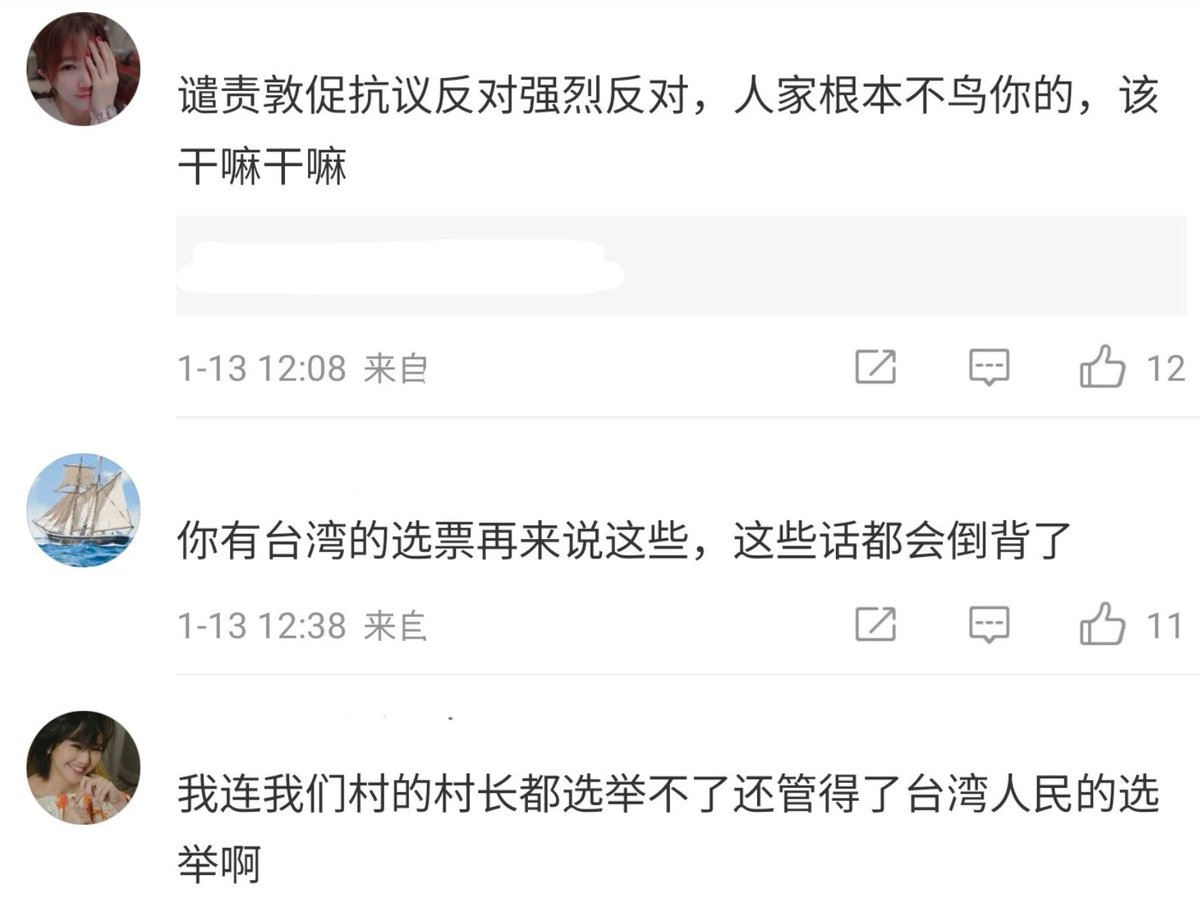 谴责敦促抗议反对强烈反对，人家根本不鸟你的，该
干嘛干嘛
1-13 12:08 来自
12
你有台湾的选票再来说这些，这些话都会倒背了
1-13 12:38 来自
11
我连我们村的村长都选举不了还管得了台湾人民的选
举啊